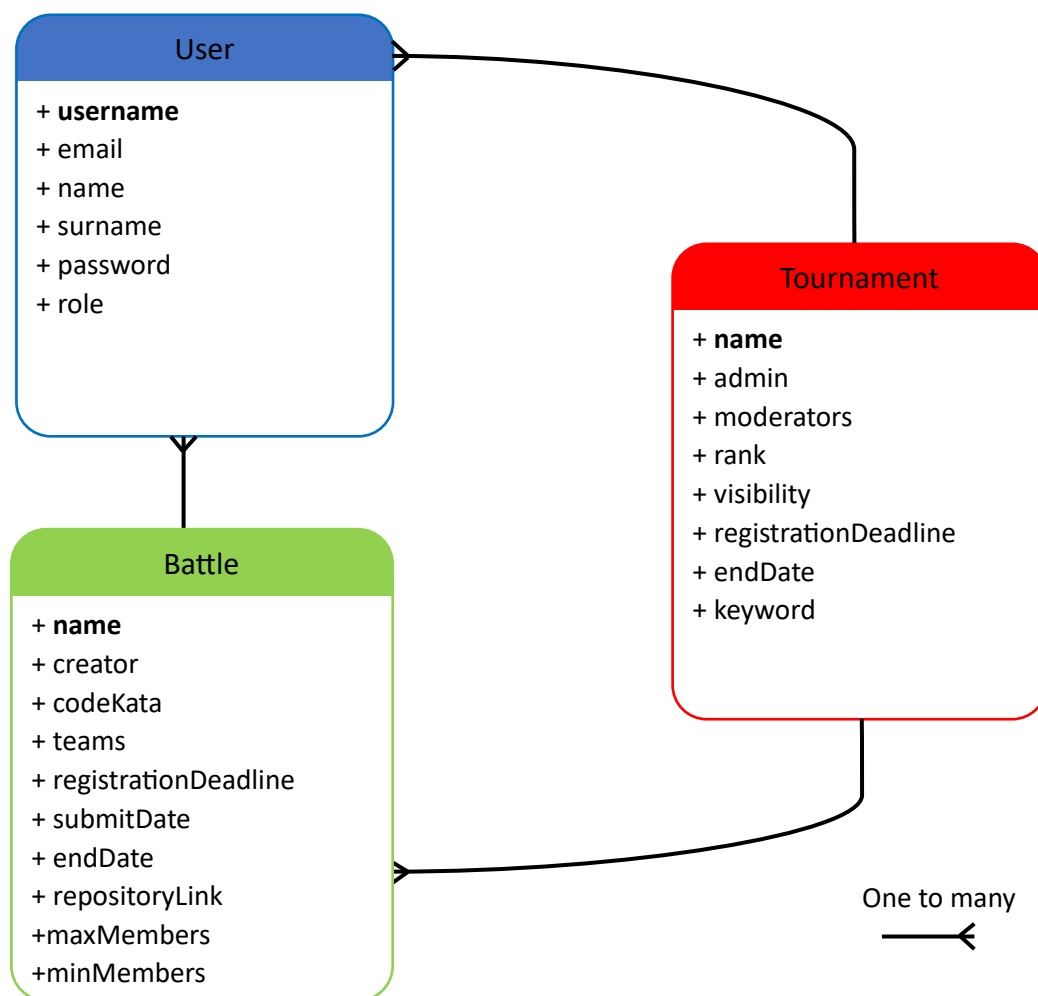 User
+ username
+ email
+ name
+ surname
+ password
+ role
Tournament
+ name
+ admin
+ moderators
+ rank
+ visibility
+ registrationDeadline
+ endDate
+ keyword
Battle
+ name
+ creator
+ codeKata
+ teams
+ registrationDeadline
+ submitDate
+ endDate
+ repositoryLink
+maxMembers
+minMembers
One to many